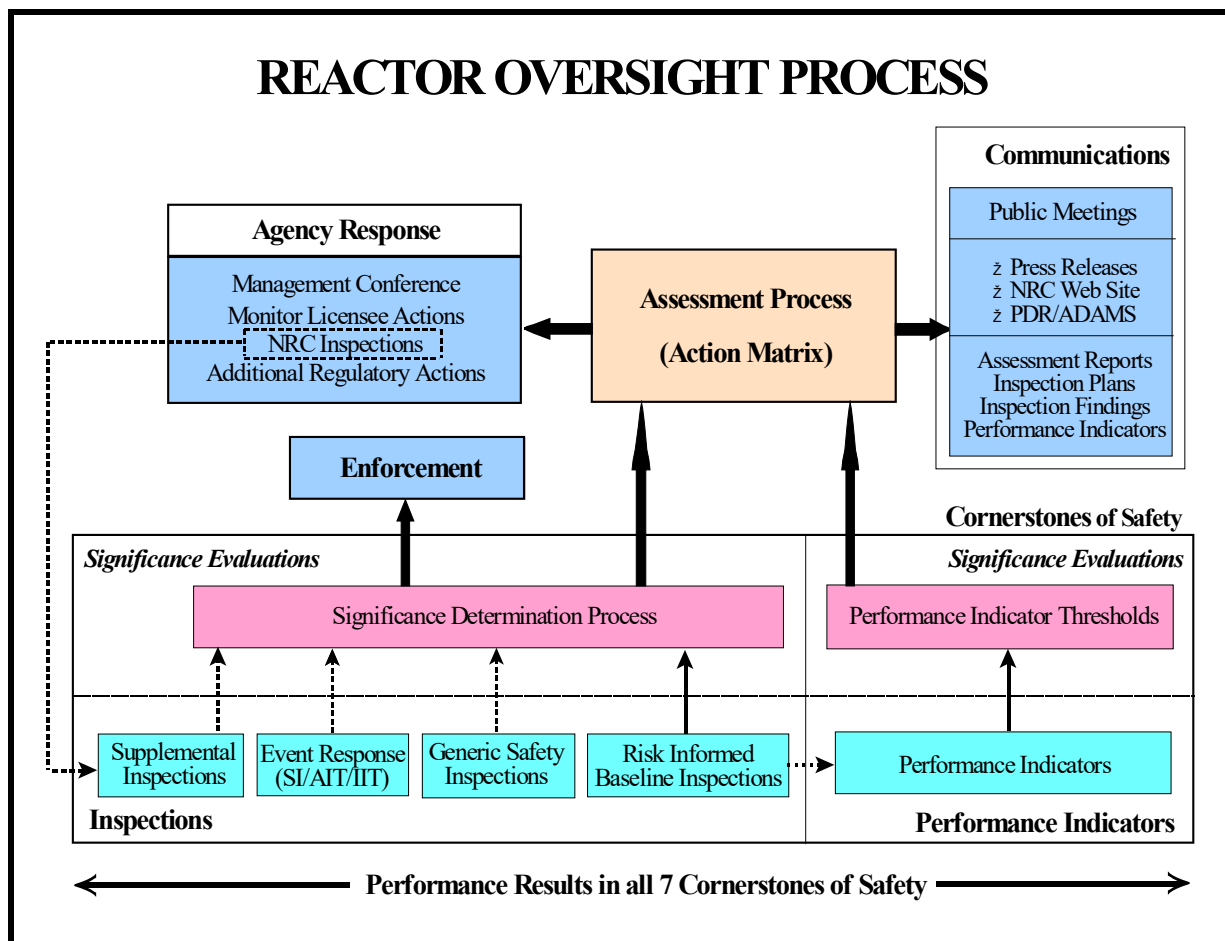 REACTOR OVERSIGHT PROCESS
Communications
Public Meetings
ž Press Releases
ž NRC Web Site
ž PDR/ADAMS
Assessment Reports
Inspection Plans
Inspection Findings
Performance Indicators
Agency Response
Management Conference
Monitor Licensee Actions
NRC Inspections
Additional Regulatory Actions
Assessment Process
(Action Matrix)
Enforcement
Cornerstones of Safety
Significance Evaluations
Significance Evaluations
Significance Determination Process
Performance Indicator Thresholds
Supplemental
Inspections
Event Response
(SI/AIT/IIT)
Generic Safety
Inspections
Risk Informed
Baseline Inspections
Performance Indicators
Inspections
Performance Indicators
Performance Results in all 7 Cornerstones of Safety